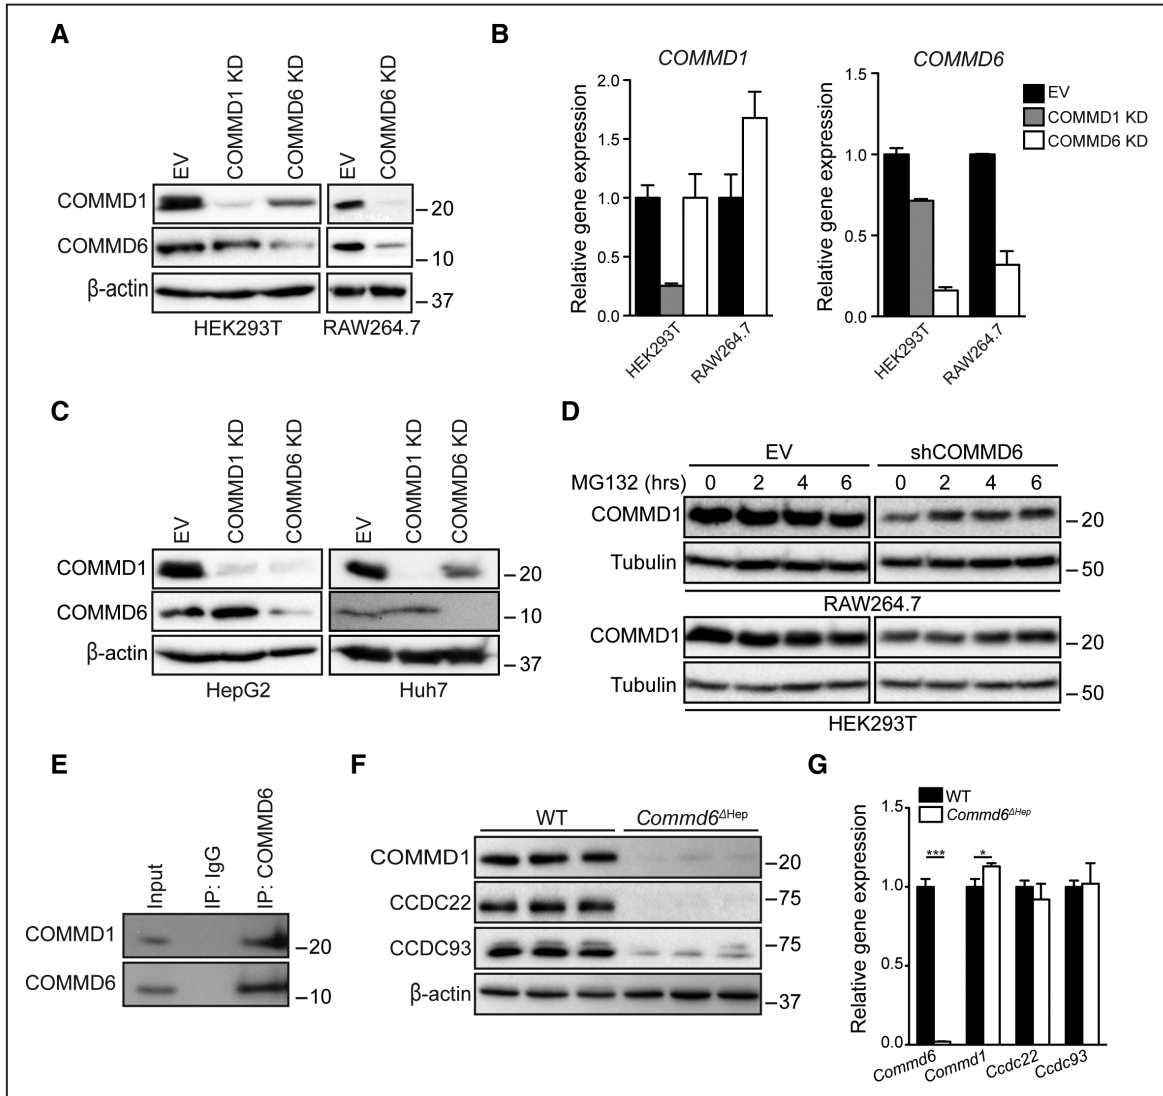 A
EV
COMMD1 KD
COMMD6 KD
EV
COMMD6 KD
COMMD1
20
COMMD6
10
β-actin
37
HEK293T
RAW264.7
B
COMMD1
Relative gene expression
2.0
1.5
1.0
0.5
0.0
HEK293T
RAW264.7
COMMD6
Relative gene expression
1.5
1.0
0.5
0.0
HEK293T
RAW264.7
EV
COMMD1 KD
COMMD6 KD
C
EV
COMMD1 KD
COMMD6 KD
EV
COMMD1 KD
COMMD6 KD
COMMD1
20
COMMD6
10
β-actin
37
HepG2
Huh7
D
EV
shCOMMD6
MG132 (hrs) 0 2 4 6 0 2 4 6
COMMD1
20
Tubulin
50
RAW264.7
COMMD1
20
Tubulin
50
HEK293T
E
Input
IP: IgG
IP: COMMD6
COMMD1
20
COMMD6
10
F
WT
Commd6ΔHep
COMMD1
20
CCDC22
75
CCDC93
75
β-actin
37
G
WT
Commd6ΔHep
Relative gene expression
1.5
1.0
0.5
0.0
***
*
Commd6
Commd1
Ccdc22
Ccdc93